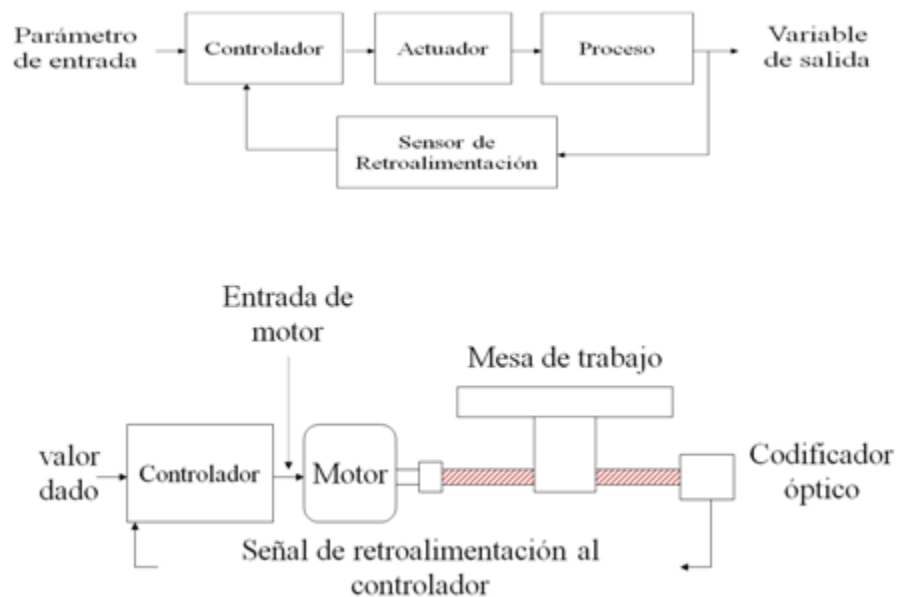 Parámetro
de entrada
Controlador
Actuador
Proceso
Variable
de salida
Sensor de
Retroalimentación
Entrada de
motor
Mesa de trabajo
valor
dado
Controlador
Motor
Codificador
óptico
Señal de retroalimentación al
controlador